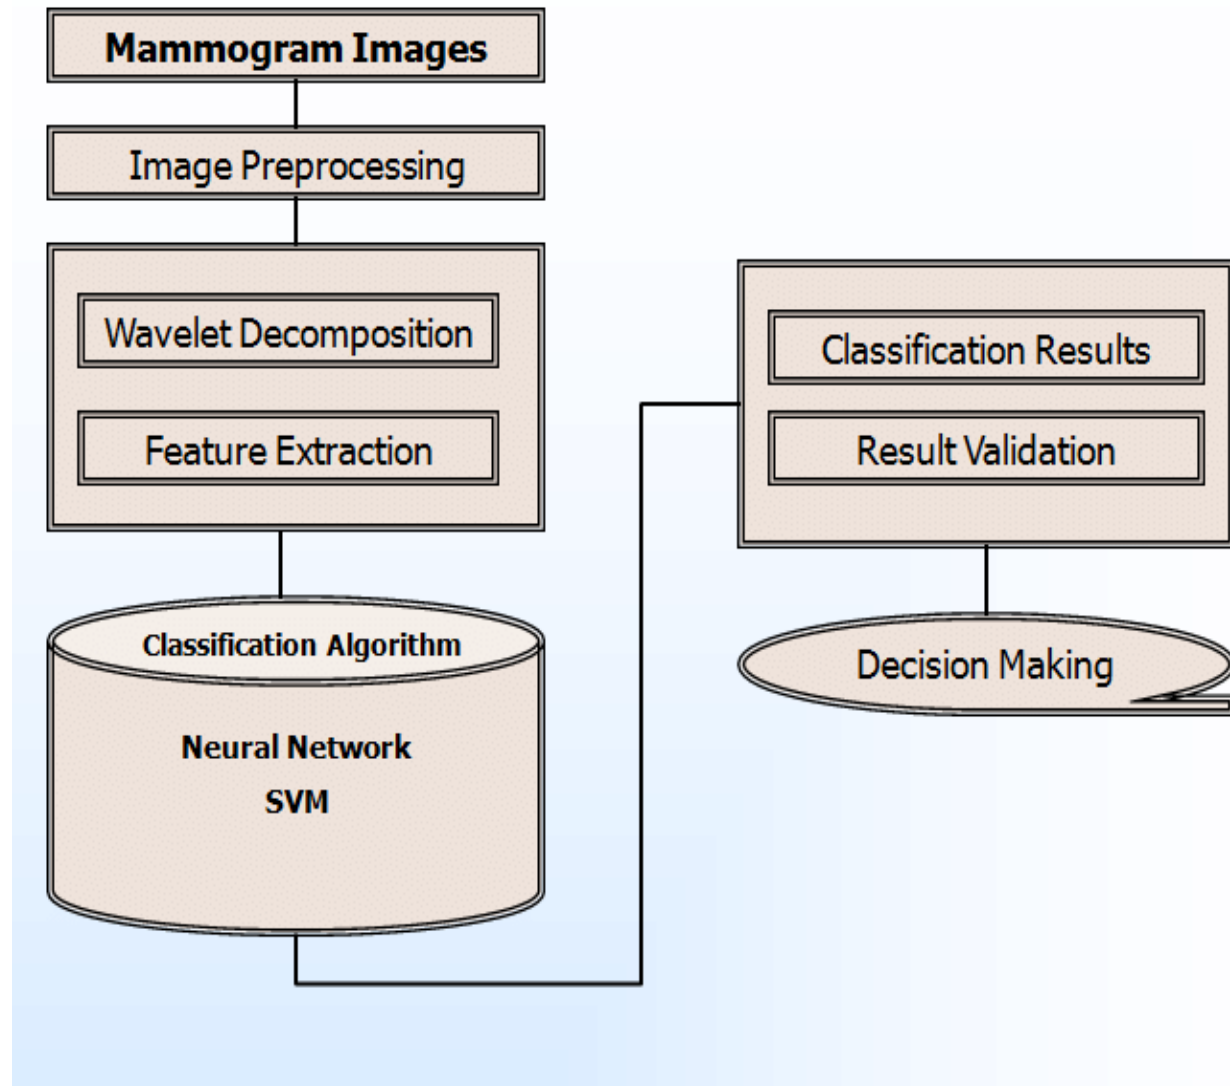 Mammogram Images
Image Preprocessing
Wavelet Decomposition
Feature Extraction
Classification Algorithm
Neural Network
SVM
Classification Results
Result Validation
Decision Making